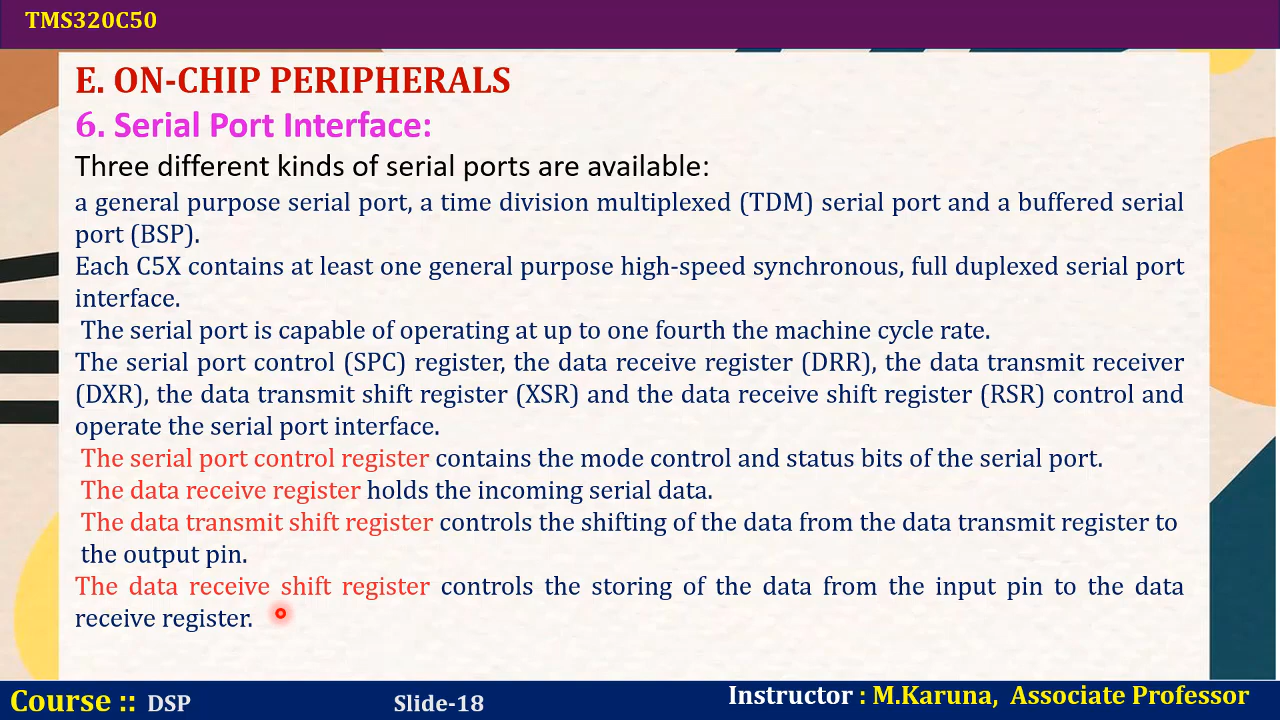 TMS320C50
E. ON-CHIP PERIPHERALS
6. Serial Port Interface:
Three different kinds of serial ports are available:
a general purpose serial port, a time division multiplexed (TDM) serial port and a buffered serial
port (BSP).
Each C5X contains at least one general purpose high-speed synchronous, full duplexed serial port
interface.
The serial port is capable of operating at up to one fourth the machine cycle rate.
The serial port control (SPC) register, the data receive register (DRR), the data transmit receiver
(DXR), the data transmit shift register (XSR) and the data receive shift register (RSR) control and
operate the serial port interface.
The serial port control register contains the mode control and status bits of the serial port.
The data receive register holds the incoming serial data.
The data transmit shift register controls the shifting of the data from the data transmit register to
the output pin.
The data receive shift register controls the storing of the data from the input pin to the data
receive register.
Course :: DSP Slide-18 Instructor : M.Karuna, Associate Professor